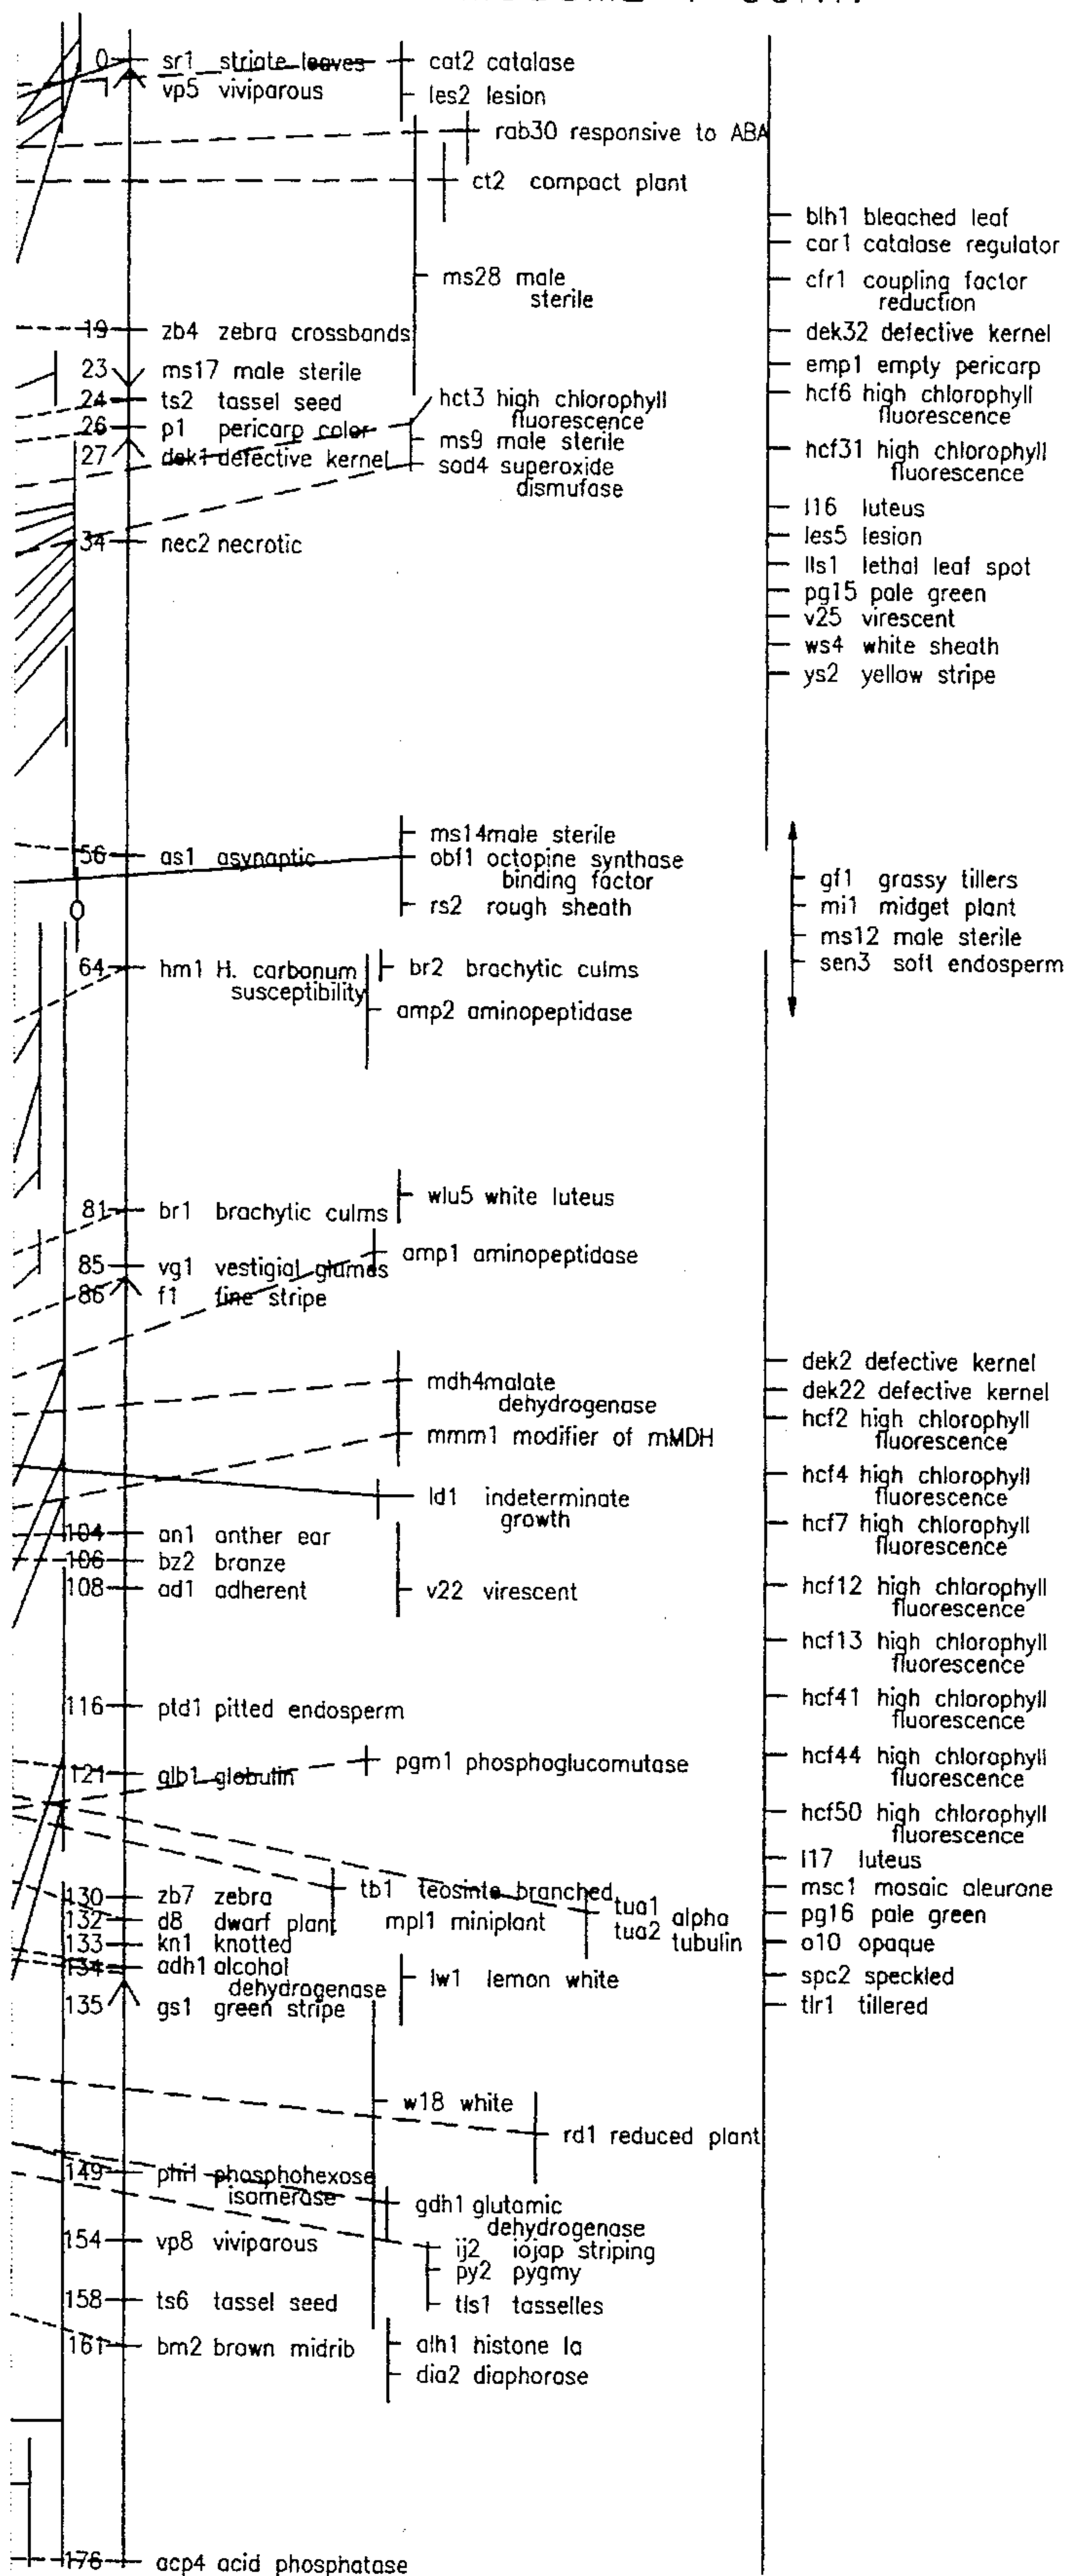 0 sr1 striate leaves
1 vp5 viviparous
19 zb4 zebra crossbands
23 ms17 male sterile
24 ts2 tassel seed
26 p1 pericarp color
27 dek1 defective kernel
34 nec2 necrotic
56 as1 asynaptic
0
64 hm1 H. carbonum
susceptibility
81 br1 brachytic culms
85 vg1 vestigial glumes
86 f1 fine stripe
104 an1 anther ear
106 bz2 bronze
108 ad1 adherent
116 ptd1 pitted endosperm
121 glb1 globulin
130 zb7 zebra
132 d8 dwarf plant
133 kn1 knotted
134 adh1 alcohol
dehydrogenase
135 gs1 green stripe
149 phi1 phosphohexose
isomerase
154 vp8 viviparous
158 ts6 tassel seed
161 bm2 brown midrib
176 acp4 acid phosphatase
cat2 catalase
les2 lesion
rab30 responsive to ABA
ct2 compact plant
ms28 male
sterile
hct3 high chlorophyll
fluorescence
ms9 male sterile
sod4 superoxide
dismufase
ms14 male sterile
obf1 octopine synthase
binding factor
rs2 rough sheath
br2 brachytic culms
amp2 aminopeptidase
wlu5 white luteus
amp1 aminopeptidase
mdh4 malate
dehydrogenase
mmm1 modifier of mMDH
ld1 indeterminate
growth
v22 virescent
pgm1 phosphoglucomutase
tb1 teosinte branched
mpl1 miniplant
tua1 alpha
tua2 tubulin
lw1 lemon white
w18 white
rd1 reduced plant
gdh1 glutamic
dehydrogenase
ij2 iojap striping
py2 pygmy
tls1 tasselles
alh1 histone la
dia2 diaphorase
blh1 bleached leaf
car1 catalase regulator
cfr1 coupling factor
reduction
dek32 defective kernel
emp1 empty pericarp
hcf6 high chlorophyll
fluorescence
hcf31 high chlorophyll
fluorescence
l16 luteus
les5 lesion
lls1 lethal leaf spot
pg15 pale green
v25 virescent
ws4 white sheath
ys2 yellow stripe
gf1 grassy tillers
mi1 midget plant
ms12 male sterile
sen3 soft endosperm
dek2 defective kernel
dek22 defective kernel
hcf2 high chlorophyll
fluorescence
hcf4 high chlorophyll
fluorescence
hcf7 high chlorophyll
fluorescence
hcf12 high chlorophyll
fluorescence
hcf13 high chlorophyll
fluorescence
hcf41 high chlorophyll
fluorescence
hcf44 high chlorophyll
fluorescence
hcf50 high chlorophyll
fluorescence
l17 luteus
msc1 mosaic aleurone
pg16 pale green
o10 opaque
spc2 speckled
tlr1 tillered